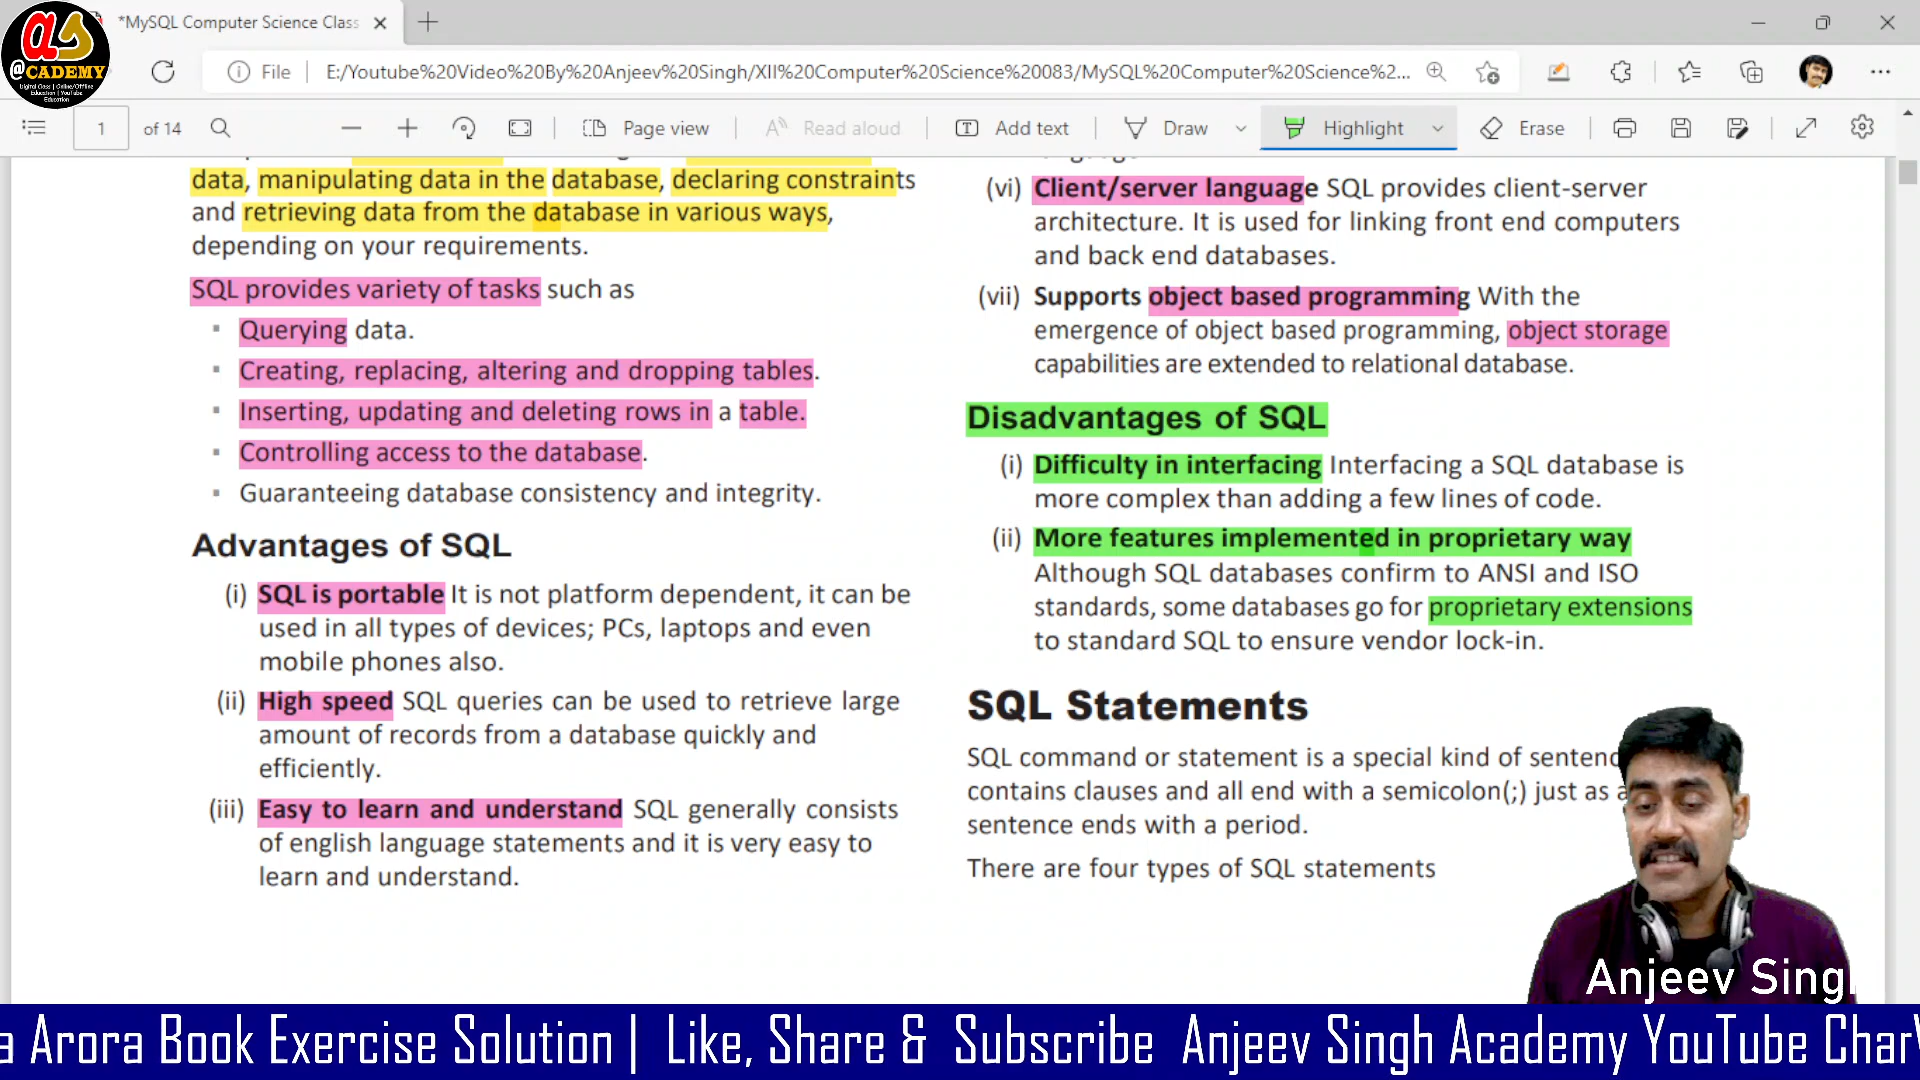 *MySQL Computer Science Class
as
@CADEMY
Digital Class | Online/Offline
Education | YouTube
Education
File
E:/Youtube%20Video%20By%20Anjeev%20Singh/XII%20Computer%20Science%20083/MySQL%20Computer%20Science%2...
1 of 14
Page view
Read aloud
Add text
Draw
Highlight
Erase
data, manipulating data in the database, declaring constraints
and retrieving data from the database in various ways,
depending on your requirements.
SQL provides variety of tasks such as
▪ Querying data.
▪ Creating, replacing, altering and dropping tables.
▪ Inserting, updating and deleting rows in a table.
▪ Controlling access to the database.
▪ Guaranteeing database consistency and integrity.
Advantages of SQL
(i) SQL is portable It is not platform dependent, it can be
used in all types of devices; PCs, laptops and even
mobile phones also.
(ii) High speed SQL queries can be used to retrieve large
amount of records from a database quickly and
efficiently.
(iii) Easy to learn and understand SQL generally consists
of english language statements and it is very easy to
learn and understand.
(vi) Client/server language SQL provides client-server
architecture. It is used for linking front end computers
and back end databases.
(vii) Supports object based programming With the
emergence of object based programming, object storage
capabilities are extended to relational database.
Disadvantages of SQL
(i) Difficulty in interfacing Interfacing a SQL database is
more complex than adding a few lines of code.
(ii) More features implemented in proprietary way
Although SQL databases confirm to ANSI and ISO
standards, some databases go for proprietary extensions
to standard SQL to ensure vendor lock-in.
SQL Statements
SQL command or statement is a special kind of sentenc
contains clauses and all end with a semicolon(;) just as a
sentence ends with a period.
There are four types of SQL statements
Anjeev Singh
a Arora Book Exercise Solution | Like, Share & Subscribe Anjeev Singh Academy YouTube Chan